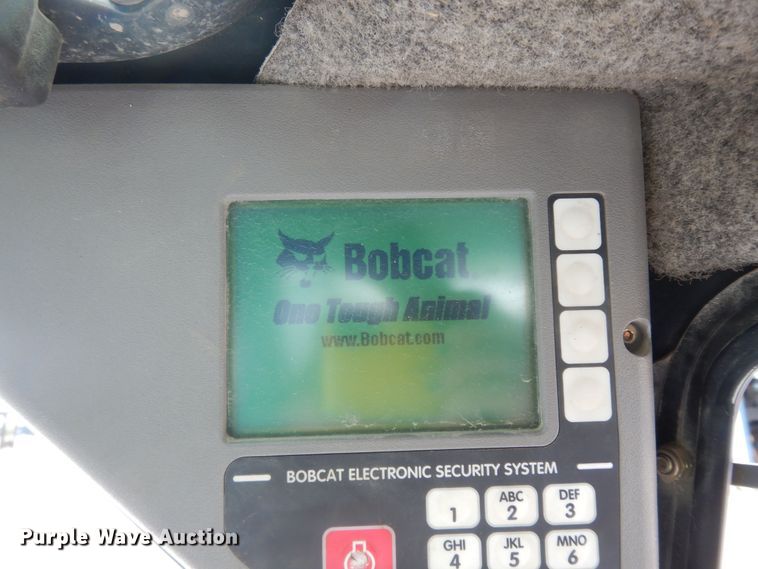 Bobcat
One Tough Animal
www.Bobcat.com
BOBCAT ELECTRONIC SECURITY SYSTEM
1
ABC
2
DEF
3
GHI
4
JKL
5
MNO
6
Purple Wave Auction